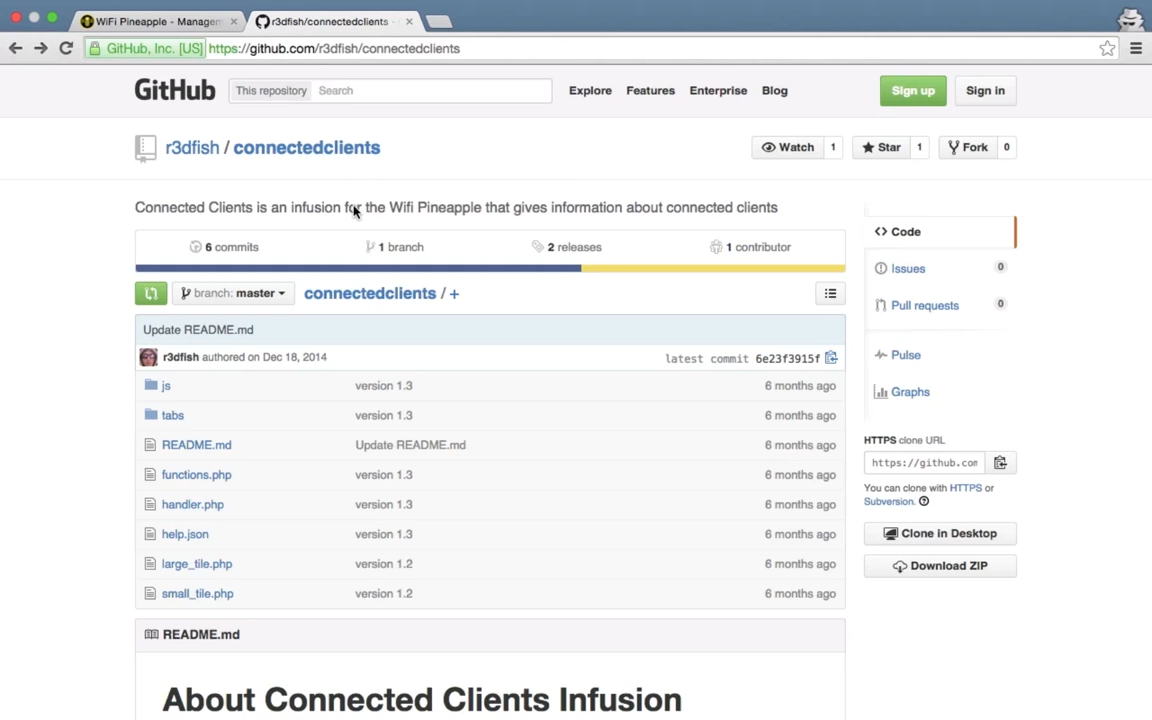 WiFi Pineapple - Managem
r3dfish/connectedclients ·
GitHub, Inc. [US] https://github.com/r3dfish/connectedclients
GitHub This repository Search Explore Features Enterprise Blog Sign up Sign in
r3dfish / connectedclients Watch 1 Star 1 Fork 0
Connected Clients is an infusion for the Wifi Pineapple that gives information about connected clients
6 commits 1 branch 2 releases 1 contributor
branch: master connectedclients / +
Update README.md
r3dfish authored on Dec 18, 2014 latest commit 6e23f3915f
js version 1.3 6 months ago
tabs version 1.3 6 months ago
README.md Update README.md 6 months ago
functions.php version 1.3 6 months ago
handler.php version 1.3 6 months ago
help.json version 1.3 6 months ago
large_tile.php version 1.2 6 months ago
small_tile.php version 1.2 6 months ago
README.md
About Connected Clients Infusion
Code
Issues 0
Pull requests 0
Pulse
Graphs
HTTPS clone URL
https://github.com
You can clone with HTTPS or
Subversion.
Clone in Desktop
Download ZIP